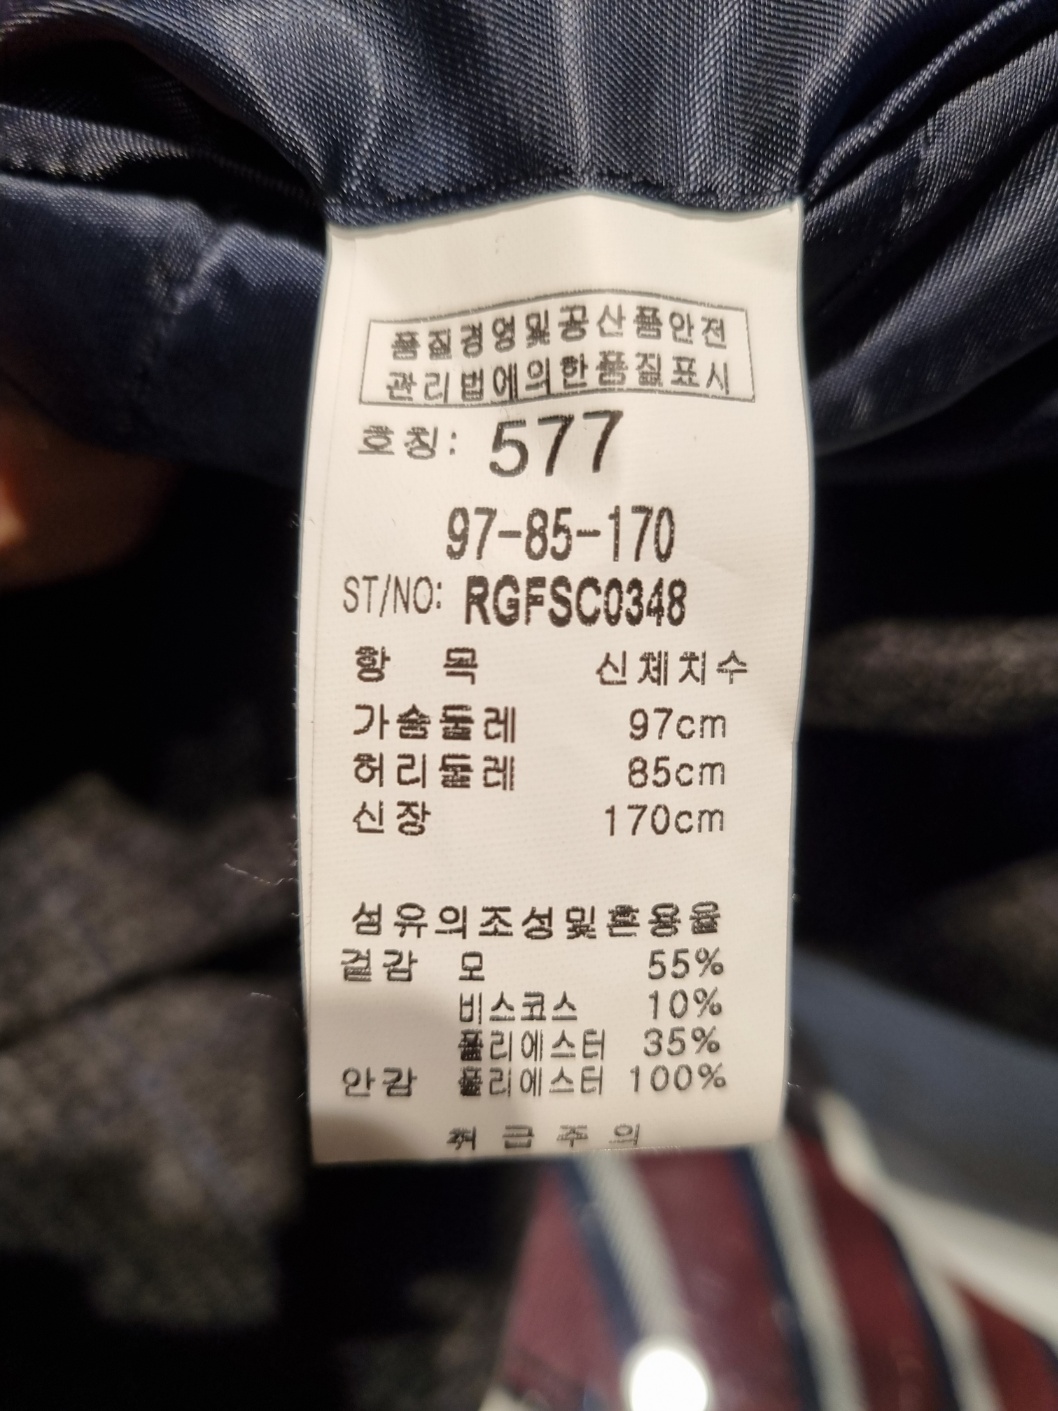 품질경영및공산품안전
관리법에의한품질표시
호칭: 577
97-85-170
ST/NO: RGFSC0348
항 목 신체치수
가슴둘레 97cm
허리둘레 85cm
신장 170cm
섬유의조성및혼용율
겉감 모 55%
비스코스 10%
폴리에스터 35%
안감 폴리에스터 100%
취급주의